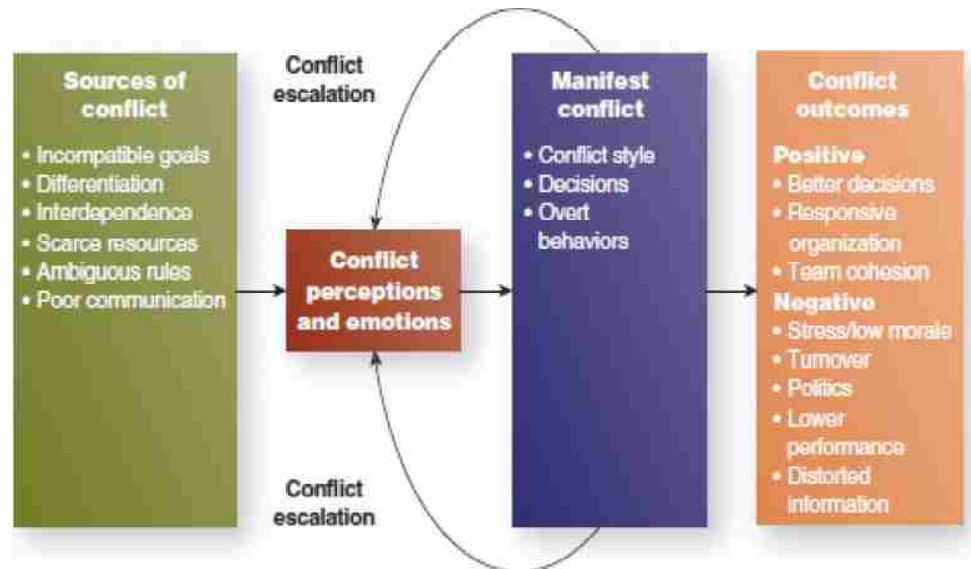 Sources of
conflict
• Incompatible goals
• Differentiation
• Interdependence
• Scarce resources
• Ambiguous rules
• Poor communication
Conflict
escalation
Conflict
perceptions
and emotions
Conflict
escalation
Manifest
conflict
• Conflict style
• Decisions
• Overt
behaviors
Conflict
outcomes
Positive
• Better decisions
• Responsive
organization
• Team cohesion
Negative
• Stress/low morale
• Turnover
• Politics
• Lower
performance
• Distorted
information